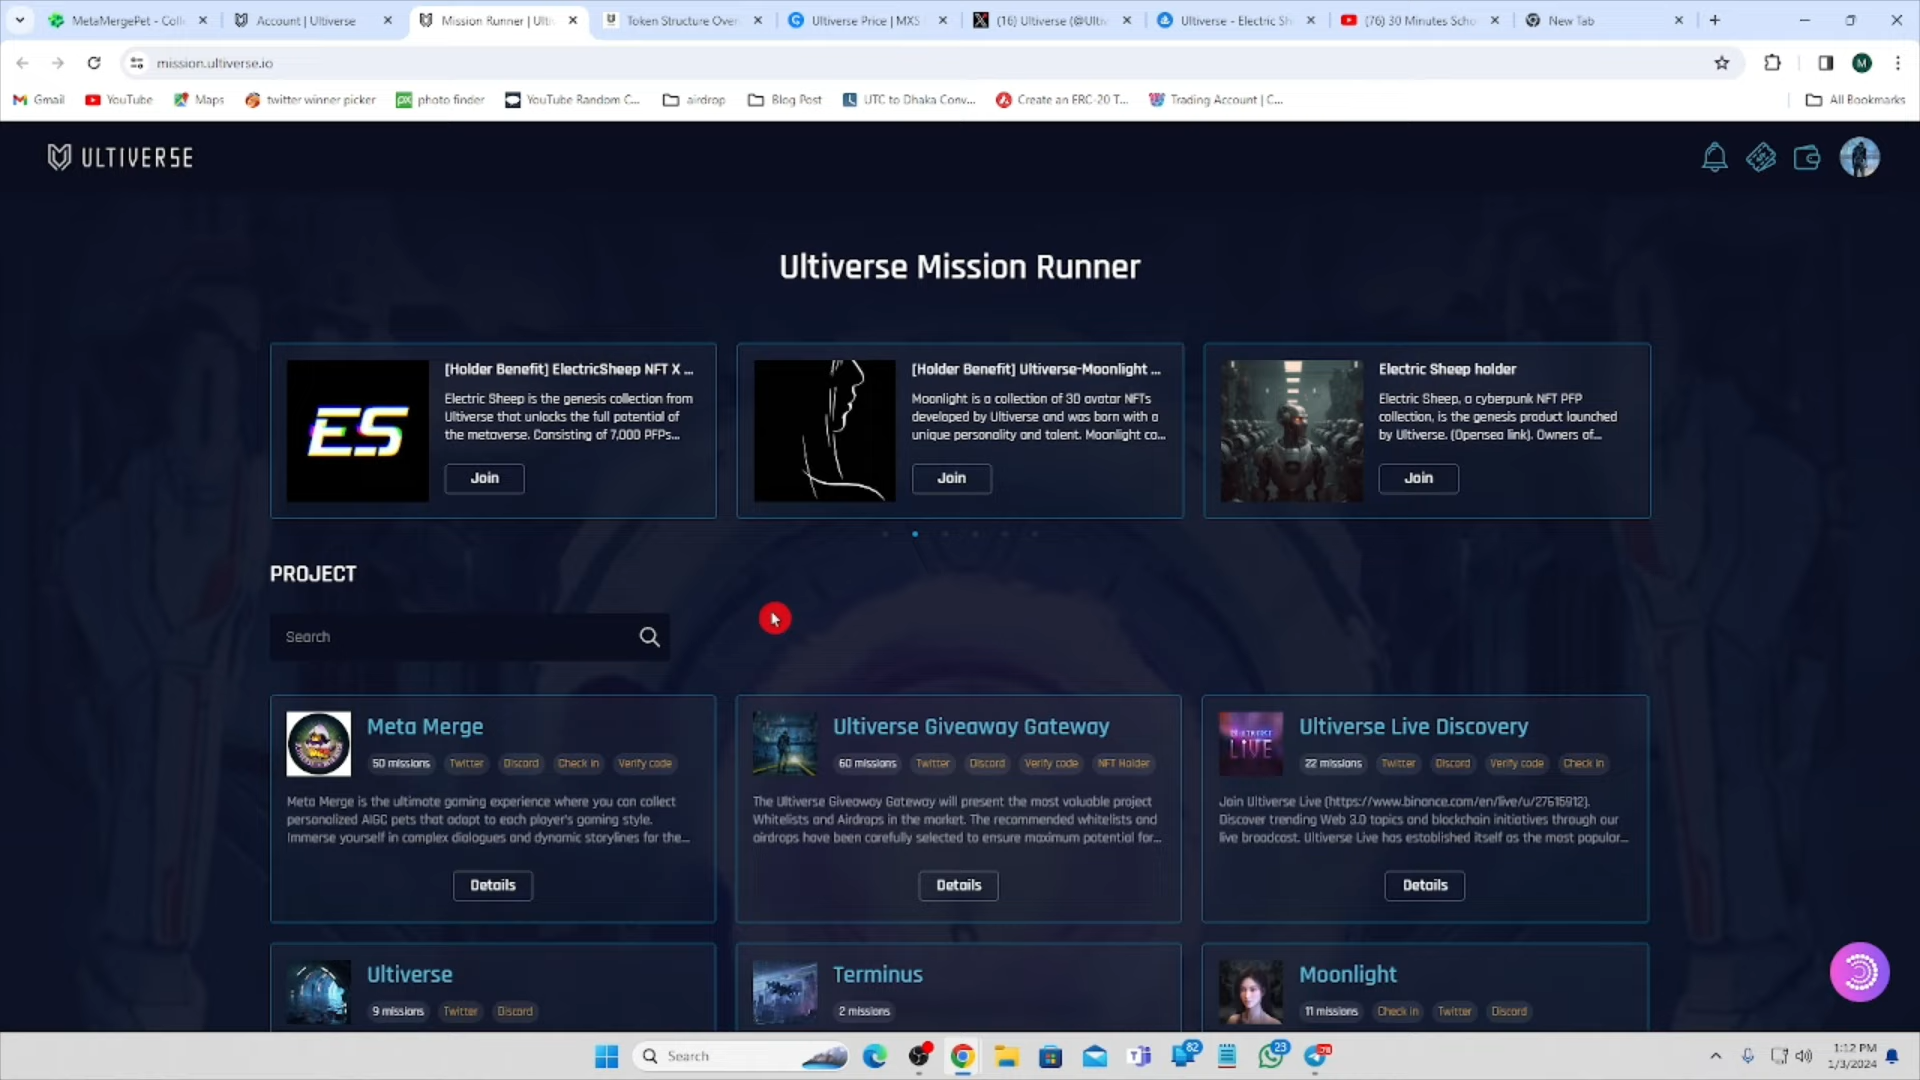 MetaMergePet - Coll
Account | Ultiverse
Mission Runner | Ulti
Token Structure Over
Ultiverse Price | MXS
(16) Ultiverse (@Ulti
Ultiverse - Electric Sh
(76) 30 Minutes Scho
New Tab
mission.ultiverse.io
M
Gmail
YouTube
Maps
twitter winner picker
photo finder
YouTube Random C...
airdrop
Blog Post
UTC to Dhaka Conv...
Create an ERC-20 T...
Trading Account | C...
All Bookmarks
ULTIVERSE
Ultiverse Mission Runner
ES
[Holder Benefit] ElectricSheep NFT X ...
Electric Sheep is the genesis collection from
Ultiverse that unlocks the full potential of
the metaverse. Consisting of 7,000 PFPs...
Join
[Holder Benefit] Ultiverse-Moonlight ...
Moonlight is a collection of 3D avatar NFTs
developed by Ultiverse and was born with a
unique personality and talent. Moonlight ca...
Join
Electric Sheep holder
Electric Sheep, a cyberpunk NFT PFP
collection, is the genesis product launched
by Ultiverse. (Opensea link). Owners of...
Join
PROJECT
Search
Meta Merge
50 missions Twitter Discord Check in Verify code
Meta Merge is the ultimate gaming experience where you can collect
personalized AIGC pets that adapt to each player's gaming style.
Immerse yourself in complex dialogues and dynamic storylines for the...
Details
Ultiverse Giveaway Gateway
60 missions Twitter Discord Verify code NFT Holder
The Ultiverse Giveaway Gateway will present the most valuable project
Whitelists and Airdrops in the market. The recommended whitelists and
airdrops have been carefully selected to ensure maximum potential for...
Details
LIVE
Ultiverse Live Discovery
22 missions Twitter Discord Verify code Check in
Join Ultiverse Live (https://www.binance.com/en/live/u/27615912).
Discover trending Web 3.0 topics and blockchain initiatives through our
live broadcast. Ultiverse Live has established itself as the most popular...
Details
Ultiverse
9 missions Twitter Discord
Terminus
2 missions
Moonlight
11 missions Check in Twitter Discord
Search
82
23
1:12 PM
1/3/2024